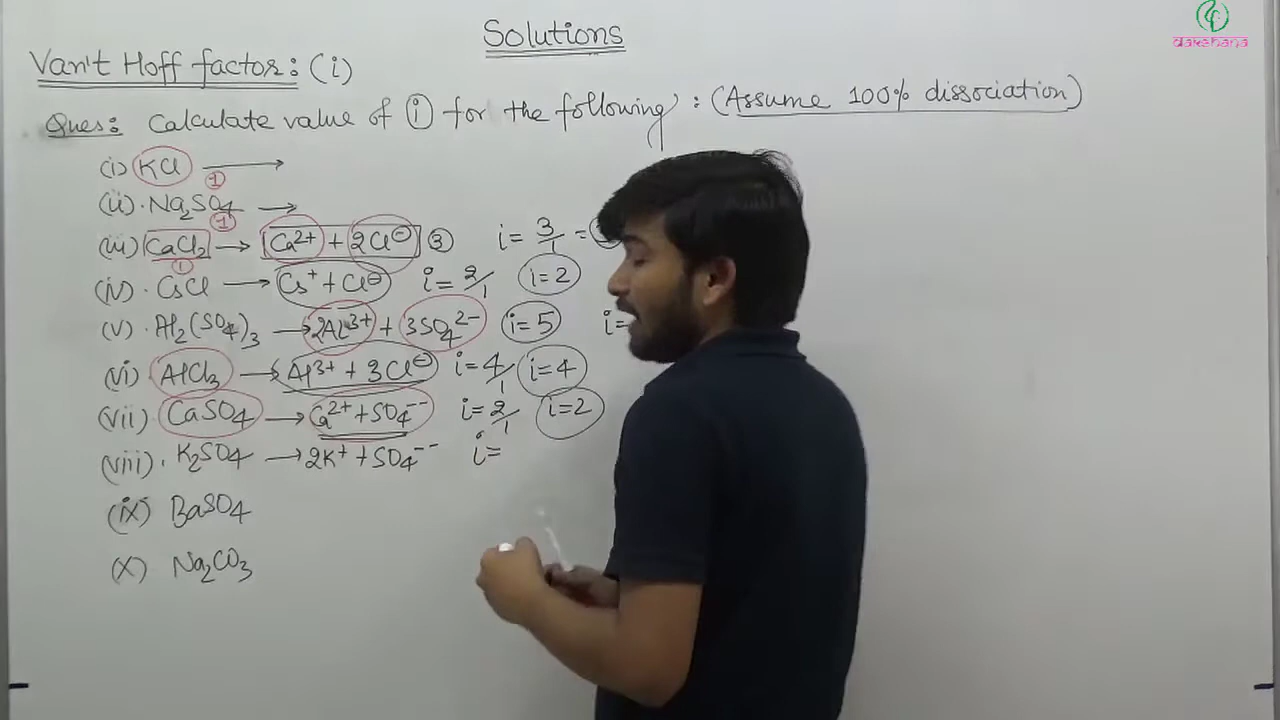 Solutions
dakshana
Van't Hoff factor: (i)
Ques: Calculate value of (i) for the following: (Assume 100% dissociation)
(i) KCl →
(ii). Na₂SO₄ →
(iii) CaCl₂ → Ca²⁺ + 2Cl⊖ ③ i = 3/1 =
(iv). CsCl → Cs⁺ + Cl⊖ i = 2/1 i = 2
(v). Al₂(SO₄)₃ → 2Al³⁺ + 3SO₄²⁻ i = 5 i =
(vi) AlCl₃ → Al³⁺ + 3Cl⊖ i = 4/1 i = 4
(vii) CaSO₄ → Ca²⁺ + SO₄⁻⁻ i = 2/1 i = 2
(viii). K₂SO₄ → 2K⁺ + SO₄⁻⁻ i =
(ix) BaSO₄
(x) Na₂CO₃